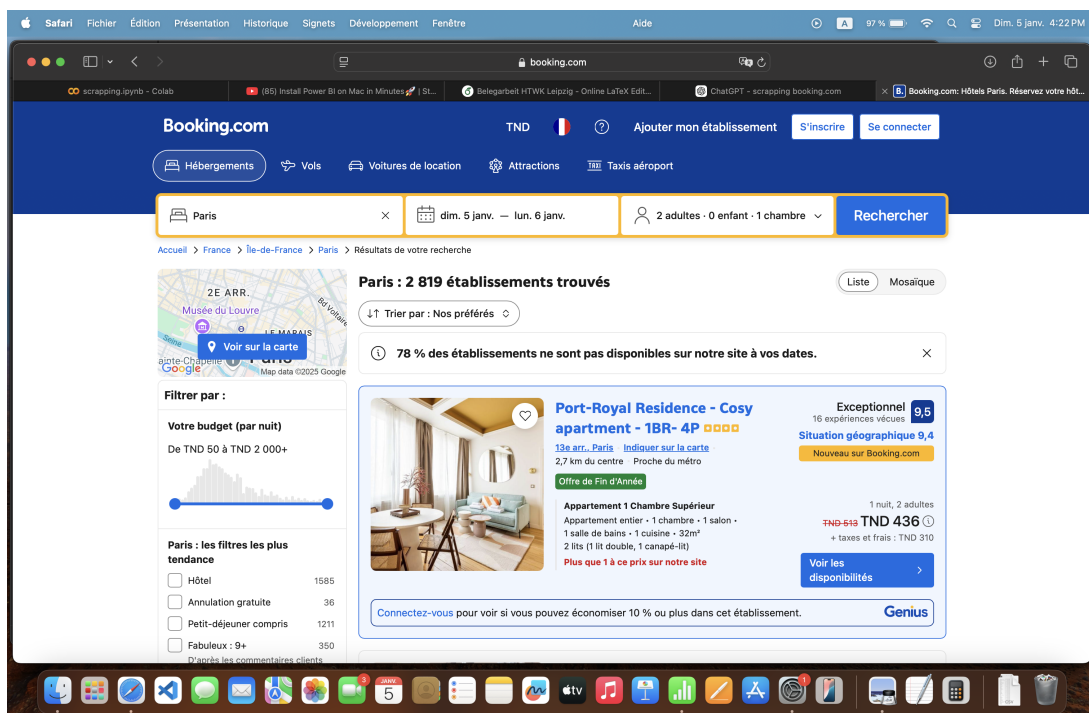 Safari Fichier Édition Présentation Historique Signets Développement Fenêtre Aide A 97 % Dim. 5 janv. 4:22 PM
booking.com
scrapping.ipynb - Colab
(85) Install Power BI on Mac in Minutes🚀 | St...
Belegarbeit HTWK Leipzig - Online LaTeX Edit...
ChatGPT - scrapping booking.com
B. Booking.com: Hôtels Paris. Réservez votre hôt...
Booking.com
TND
Ajouter mon établissement
S'inscrire
Se connecter
Hébergements
Vols
Voitures de location
Attractions
TAXI Taxis aéroport
Paris
dim. 5 janv. — lun. 6 janv.
2 adultes · 0 enfant · 1 chambre
Rechercher
Accueil > France > Île-de-France > Paris > Résultats de votre recherche
2E ARR.
Musée du Louvre
Bd Voltaire
LE MARAIS
Seine
Voir sur la carte
ainte-Chapelle
Paris
Google
Map data ©2025 Google
Filtrer par :
Votre budget (par nuit)
De TND 50 à TND 2 000+
Paris : les filtres les plus
tendance
Hôtel 1585
Annulation gratuite 36
Petit-déjeuner compris 1211
Fabuleux : 9+ 350
D'après les commentaires clients
Paris : 2 819 établissements trouvés
Liste
Mosaïque
Trier par : Nos préférés
78 % des établissements ne sont pas disponibles sur notre site à vos dates.
Port-Royal Residence - Cosy
apartment - 1BR- 4P
13e arr., Paris Indiquer sur la carte
2,7 km du centre Proche du métro
Offre de Fin d'Année
Appartement 1 Chambre Supérieur
Appartement entier • 1 chambre • 1 salon •
1 salle de bains • 1 cuisine • 32m²
2 lits (1 lit double, 1 canapé-lit)
Plus que 1 à ce prix sur notre site
Exceptionnel 9,5
16 expériences vécues
Situation géographique 9,4
Nouveau sur Booking.com
1 nuit, 2 adultes
TND 513 TND 436
+ taxes et frais : TND 310
Voir les
disponibilités
Connectez-vous pour voir si vous pouvez économiser 10 % ou plus dans cet établissement.
Genius
3
JANV.
5
tv
1